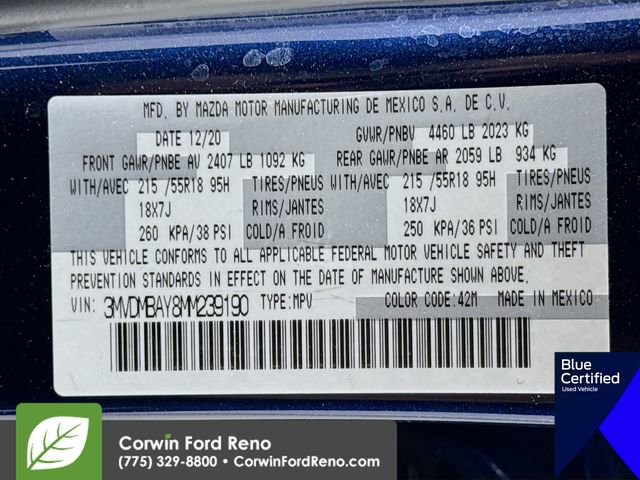 MFD. BY MAZDA MOTOR MANUFACTURING DE MEXICO S.A. DE C.V.
DATE 12/20 GVWR/PNBV 4460 LB 2023 KG
FRONT GAWR/PNBE AV 2407 LB 1092 KG REAR GAWR/PNBE AR 2059 LB 934 KG
WITH/AVEC 215 /55R18 95H TIRES/PNEUS WITH/AVEC 215 /55R18 95H TIRES/PNEUS
18X7J RIMS/JANTES 18X7J RIMS/JANTES
260 KPA/38 PSI COLD/A FROID 250 KPA/36 PSI COLD/A FROID
THIS VEHICLE CONFORMS TO ALL APPLICABLE FEDERAL MOTOR VEHICLE SAFETY AND THEFT
PREVENTION STANDARDS IN EFFECT ON THE DATE OF MANUFACTURE SHOWN ABOVE.
VIN: 3MVDMBAY8MM239190 TYPE:MPV COLOR CODE:42M MADE IN MEXICO
Blue
Certified
Used Vehicle
Corwin Ford Reno
(775) 329-8800 • CorwinFordReno.com